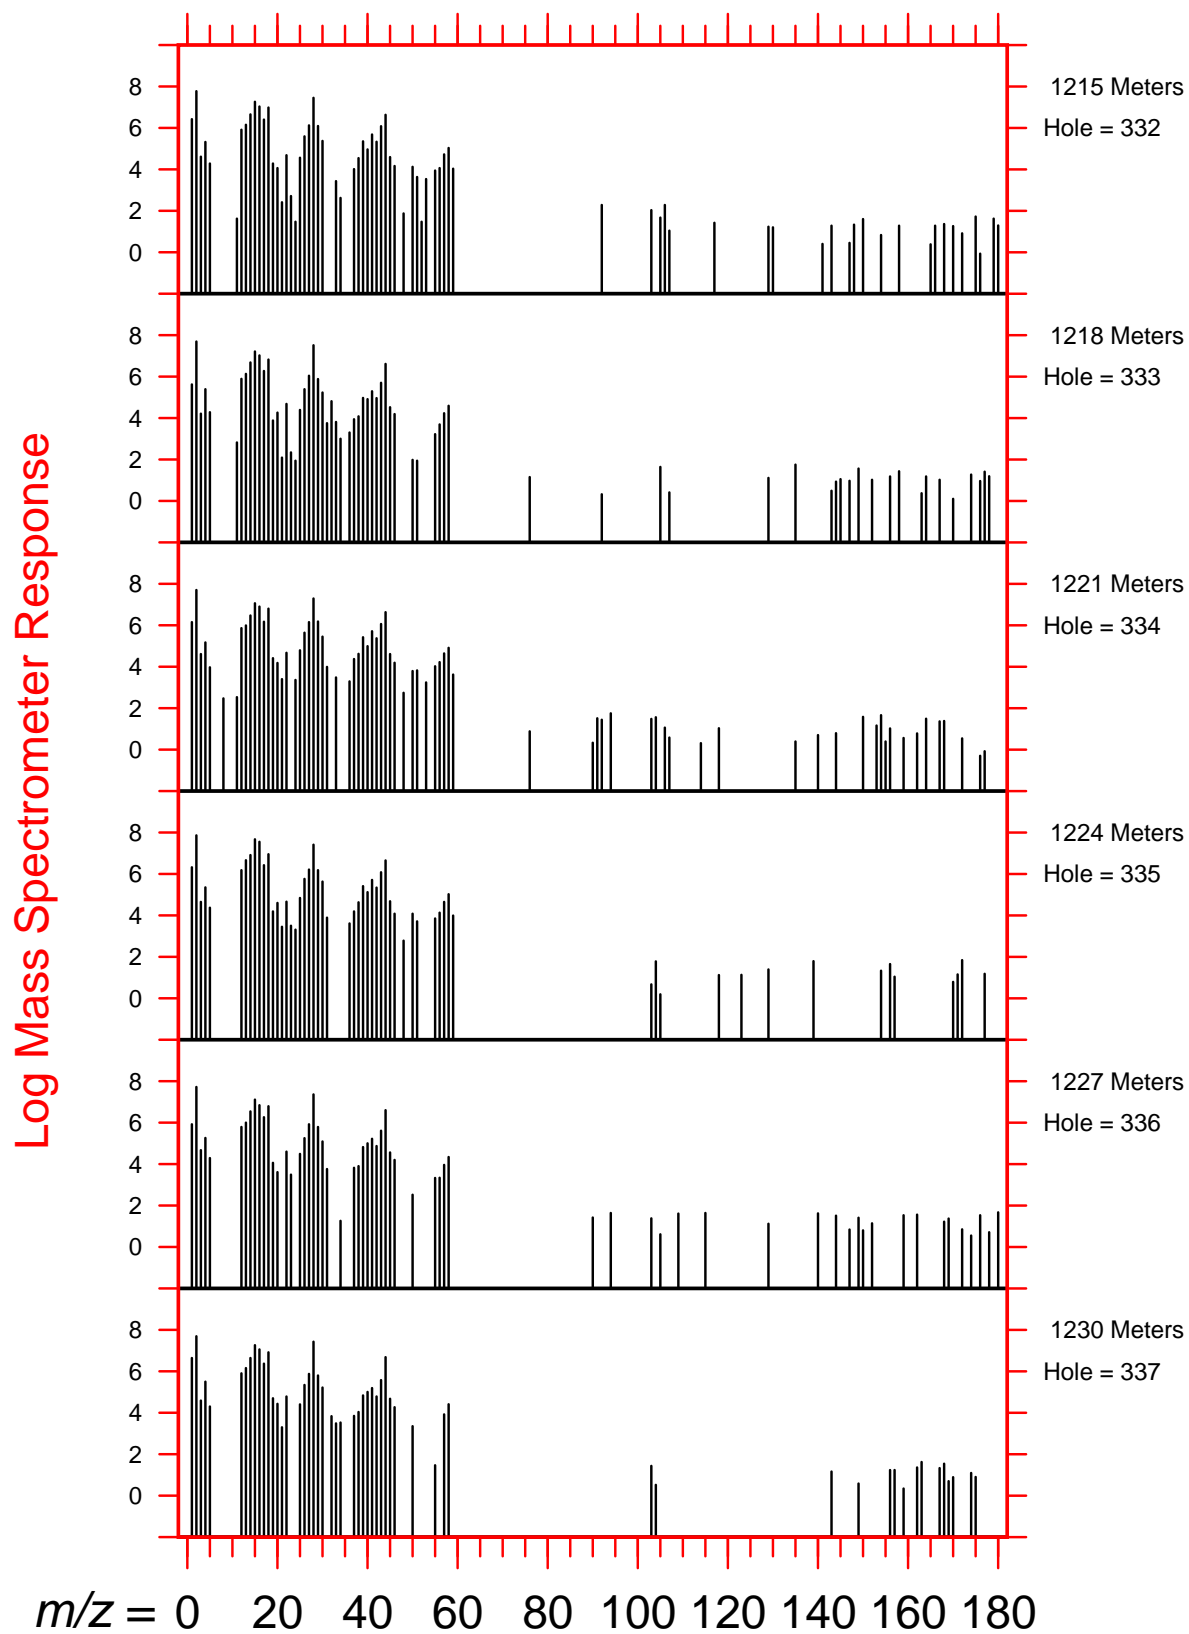 8
6
4
2
0
1215 Meters
Hole = 332
8
6
4
2
0
1218 Meters
Hole = 333
8
6
4
2
0
1221 Meters
Hole = 334
8
6
4
2
0
1224 Meters
Hole = 335
8
6
4
2
0
1227 Meters
Hole = 336
8
6
4
2
0
1230 Meters
Hole = 337
Log Mass Spectrometer Response
m/z = 0 20 40 60 80 100 120 140 160 180